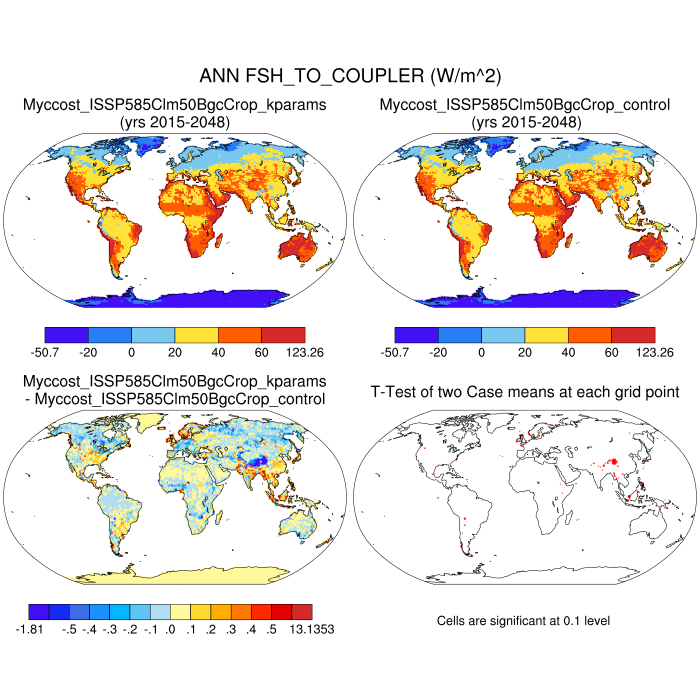 ANN FSH_TO_COUPLER (W/m^2)
Myccost_ISSP585Clm50BgcCrop_kparams
(yrs 2015-2048)
Myccost_ISSP585Clm50BgcCrop_control
(yrs 2015-2048)
-50.7 -20 0 20 40 60 123.26
-50.7 -20 0 20 40 60 123.26
Myccost_ISSP585Clm50BgcCrop_kparams
- Myccost_ISSP585Clm50BgcCrop_control
T-Test of two Case means at each grid point
-1.81 -.5 -.4 -.3 -.2 -.1 .0 .1 .2 .3 .4 .5 13.1353
Cells are significant at 0.1 level